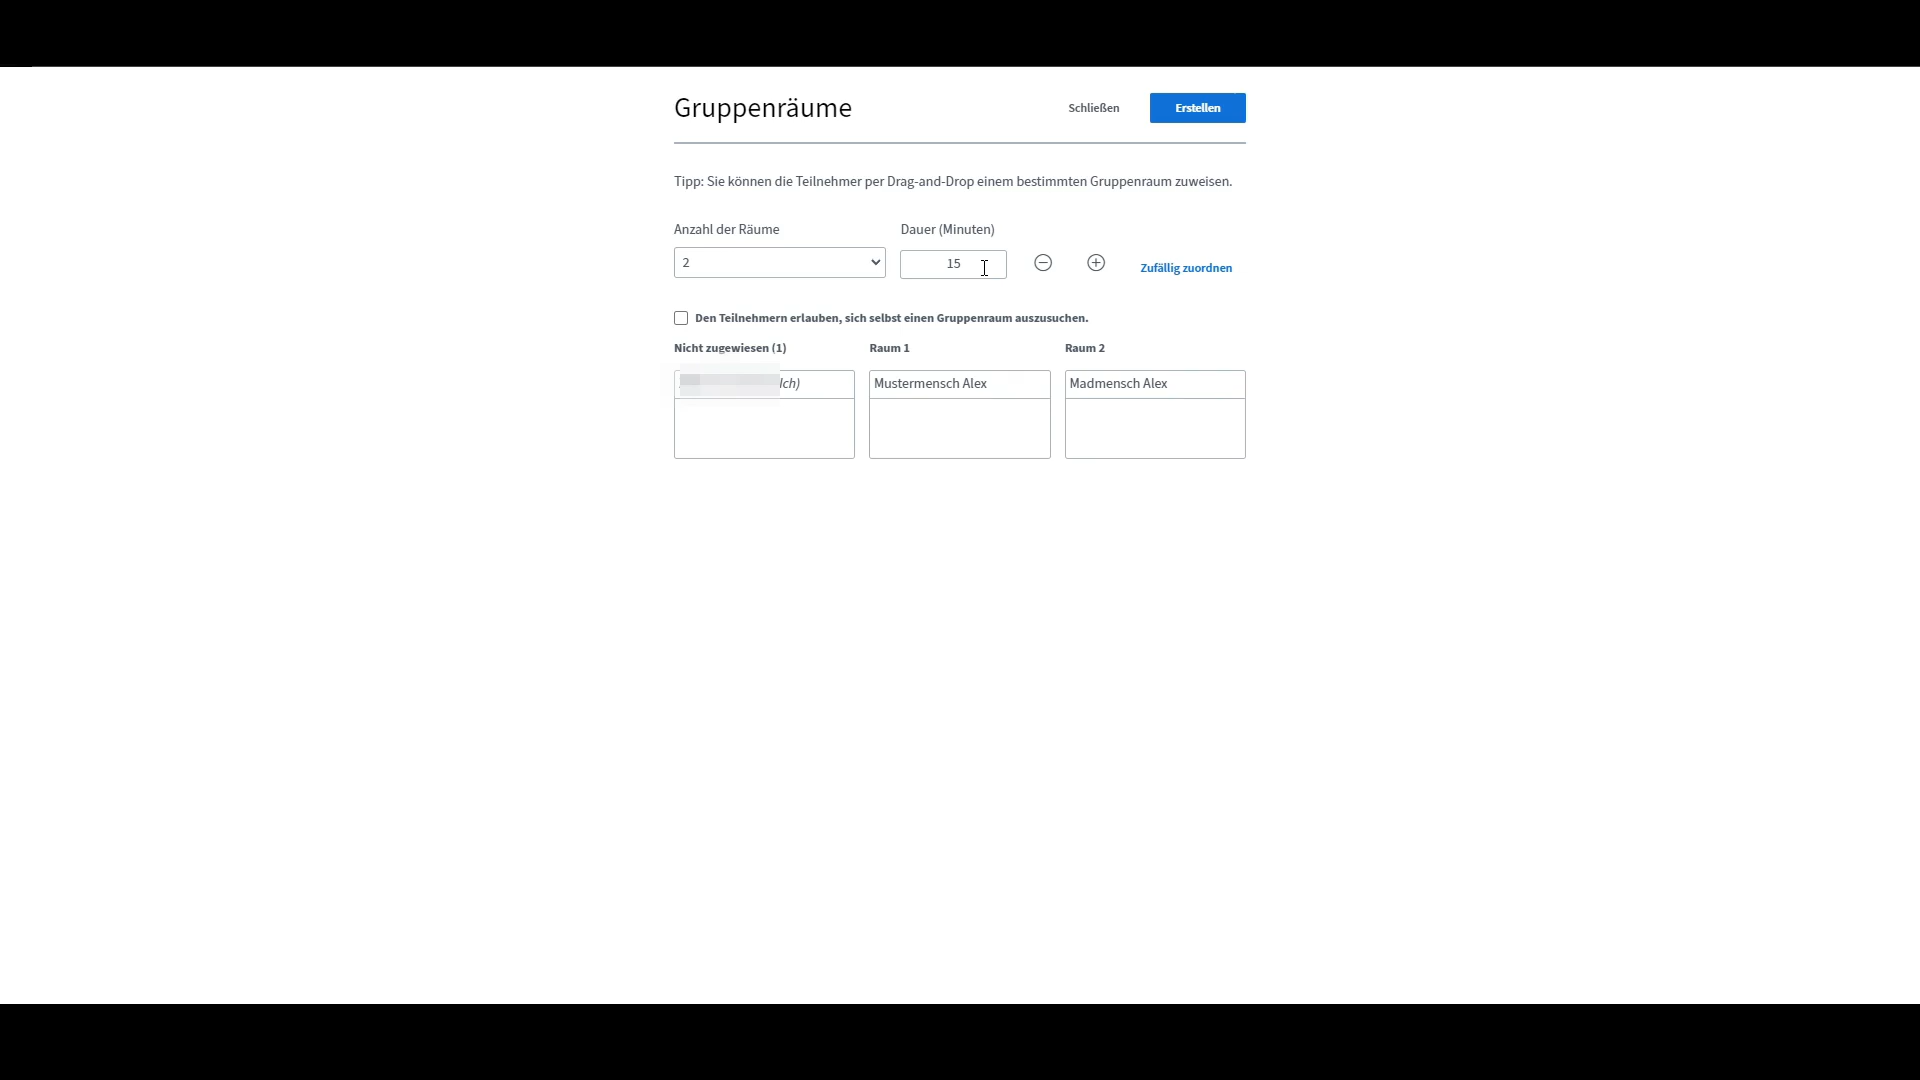 Gruppenräume
Schließen
Erstellen
Tipp: Sie können die Teilnehmer per Drag-and-Drop einem bestimmten Gruppenraum zuweisen.
Anzahl der Räume
Dauer (Minuten)
2
15
Zufällig zuordnen
Den Teilnehmern erlauben, sich selbst einen Gruppenraum auszusuchen.
Nicht zugewiesen (1)
Raum 1
Raum 2
Mustermensch Alex
Madmensch Alex